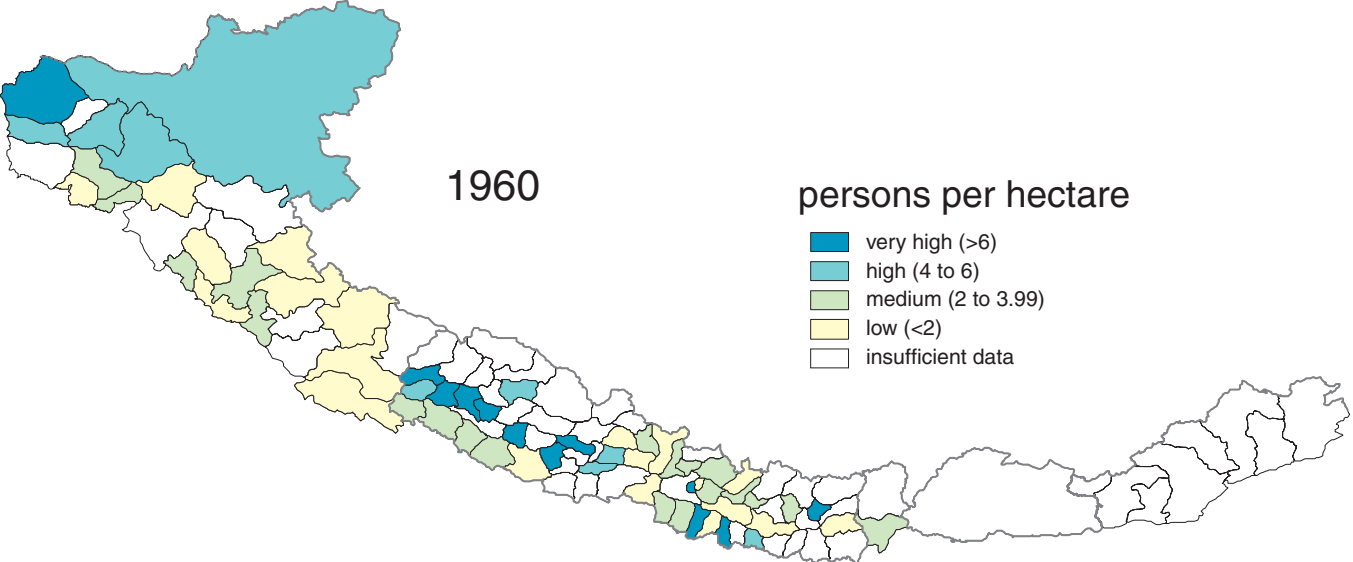 1960
persons per hectare
very high (>6)
high (4 to 6)
medium (2 to 3.99)
low (<2)
insufficient data